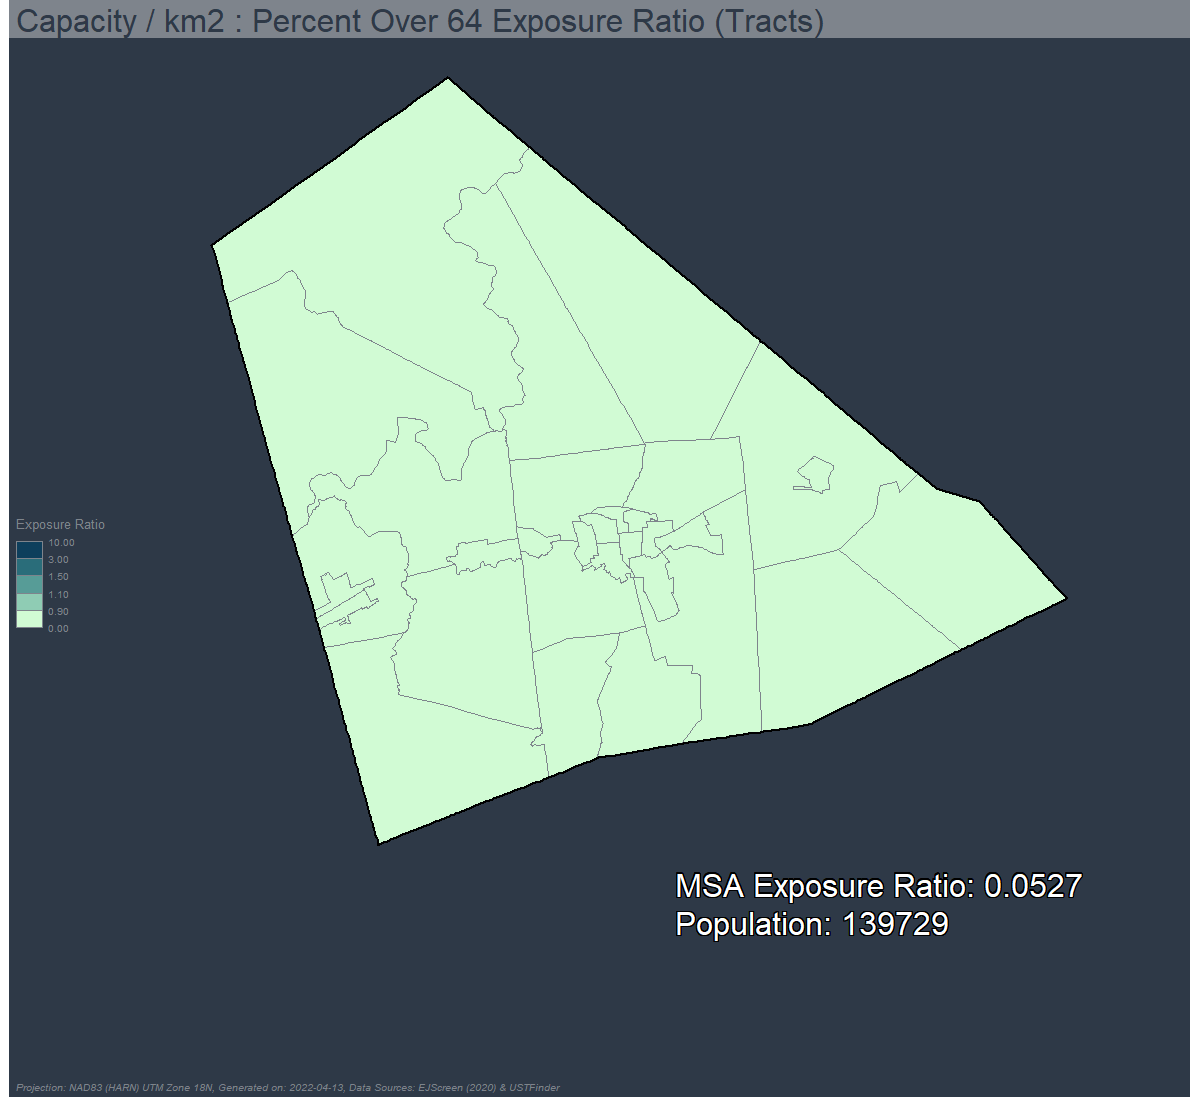 Capacity / km2 : Percent Over 64 Exposure Ratio (Tracts)
Exposure Ratio
10.00
3.00
1.50
1.10
0.90
0.00
MSA Exposure Ratio: 0.0527
Population: 139729
Projection: NAD83 (HARN) UTM Zone 18N, Generated on: 2022-04-13, Data Sources: EJScreen (2020) & USTFinder